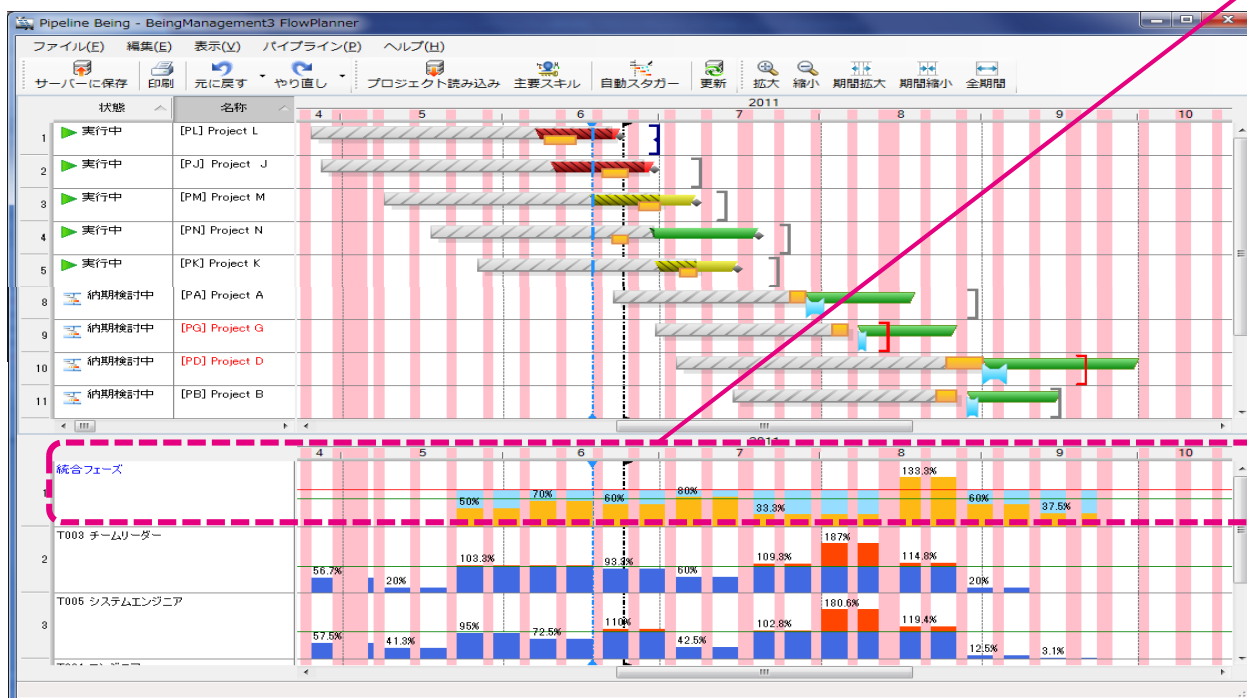 Pipeline Being - BeingManagement3 FlowPlanner
ファイル(F) 編集(E) 表示(V) パイプライン(P) ヘルプ(H)
サーバーに保存 印刷 元に戻す やり直し プロジェクト読み込み 主要スキル 自動スタガー 更新 拡大 縮小 期間拡大 期間縮小 全期間
状態 名称 2011
4 5 6 7 8 9 10
1 実行中 [PL] Project L
2 実行中 [PJ] Project J
3 実行中 [PM] Project M
4 実行中 [PN] Project N
5 実行中 [PK] Project K
8 納期検討中 [PA] Project A
9 納期検討中 [PG] Project G
10 納期検討中 [PD] Project D
11 納期検討中 [PB] Project B
2011
4 5 6 7 8 9 10
統合フェーズ
1 50% 70% 60% 80% 33.3% 133.3% 60% 37.5%
T003 チームリーダー
2 56.7% 20% 103.3% 93.3% 60% 109.3% 187% 114.8% 20%
T005 システムエンジニア
3 57.5% 41.3% 95% 72.5% 110% 42.5% 102.8% 180.6% 119.4% 12.5% 3.1%